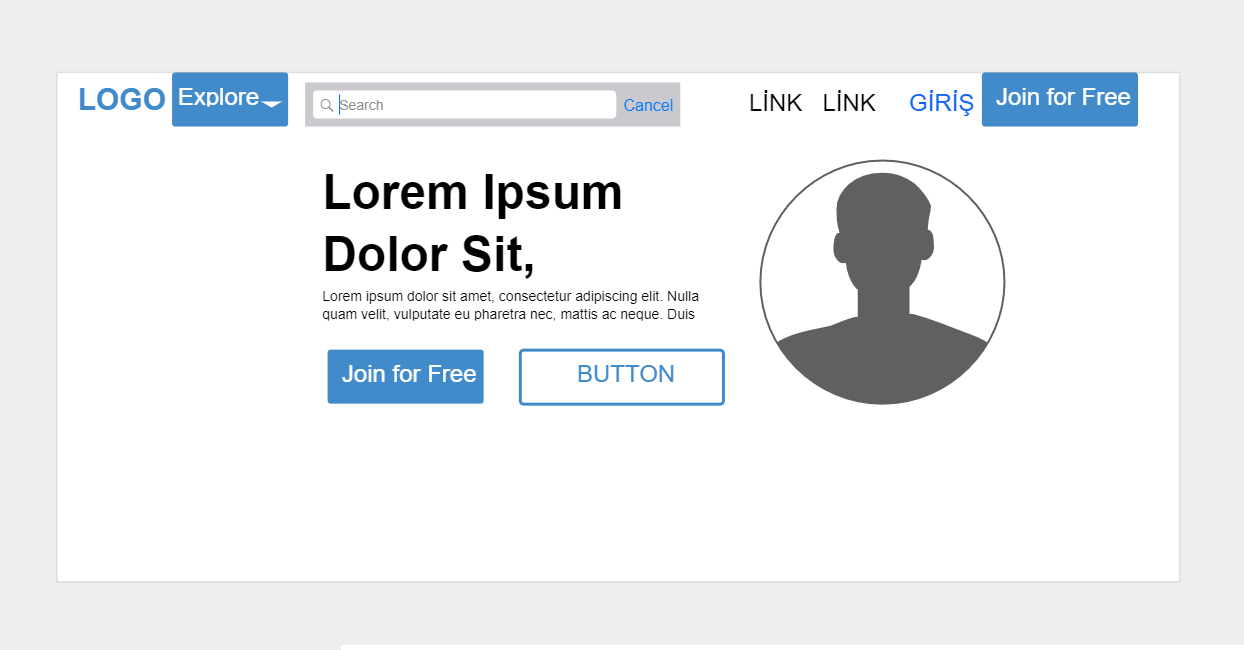 LOGO Explore Search Cancel LİNK LİNK GİRİŞ Join for Free
Lorem Ipsum
Dolor Sit,
Lorem ipsum dolor sit amet, consectetur adipiscing elit. Nulla
quam velit, vulputate eu pharetra nec, mattis ac neque. Duis
Join for Free BUTTON